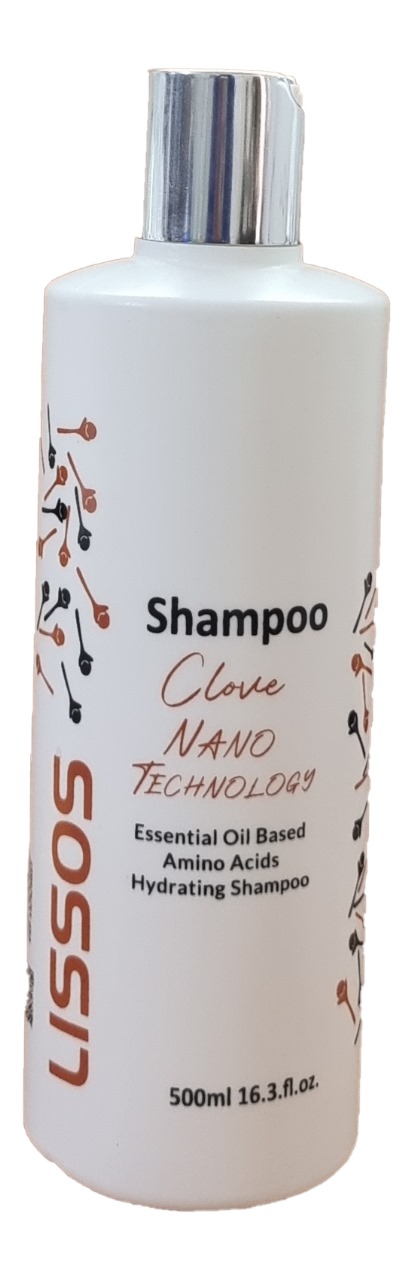 Shampoo
Clove
NANO
TECHNOLOGY
Essential Oil Based
Amino Acids
Hydrating Shampoo
LISSOS
500ml 16.3.fl.oz.